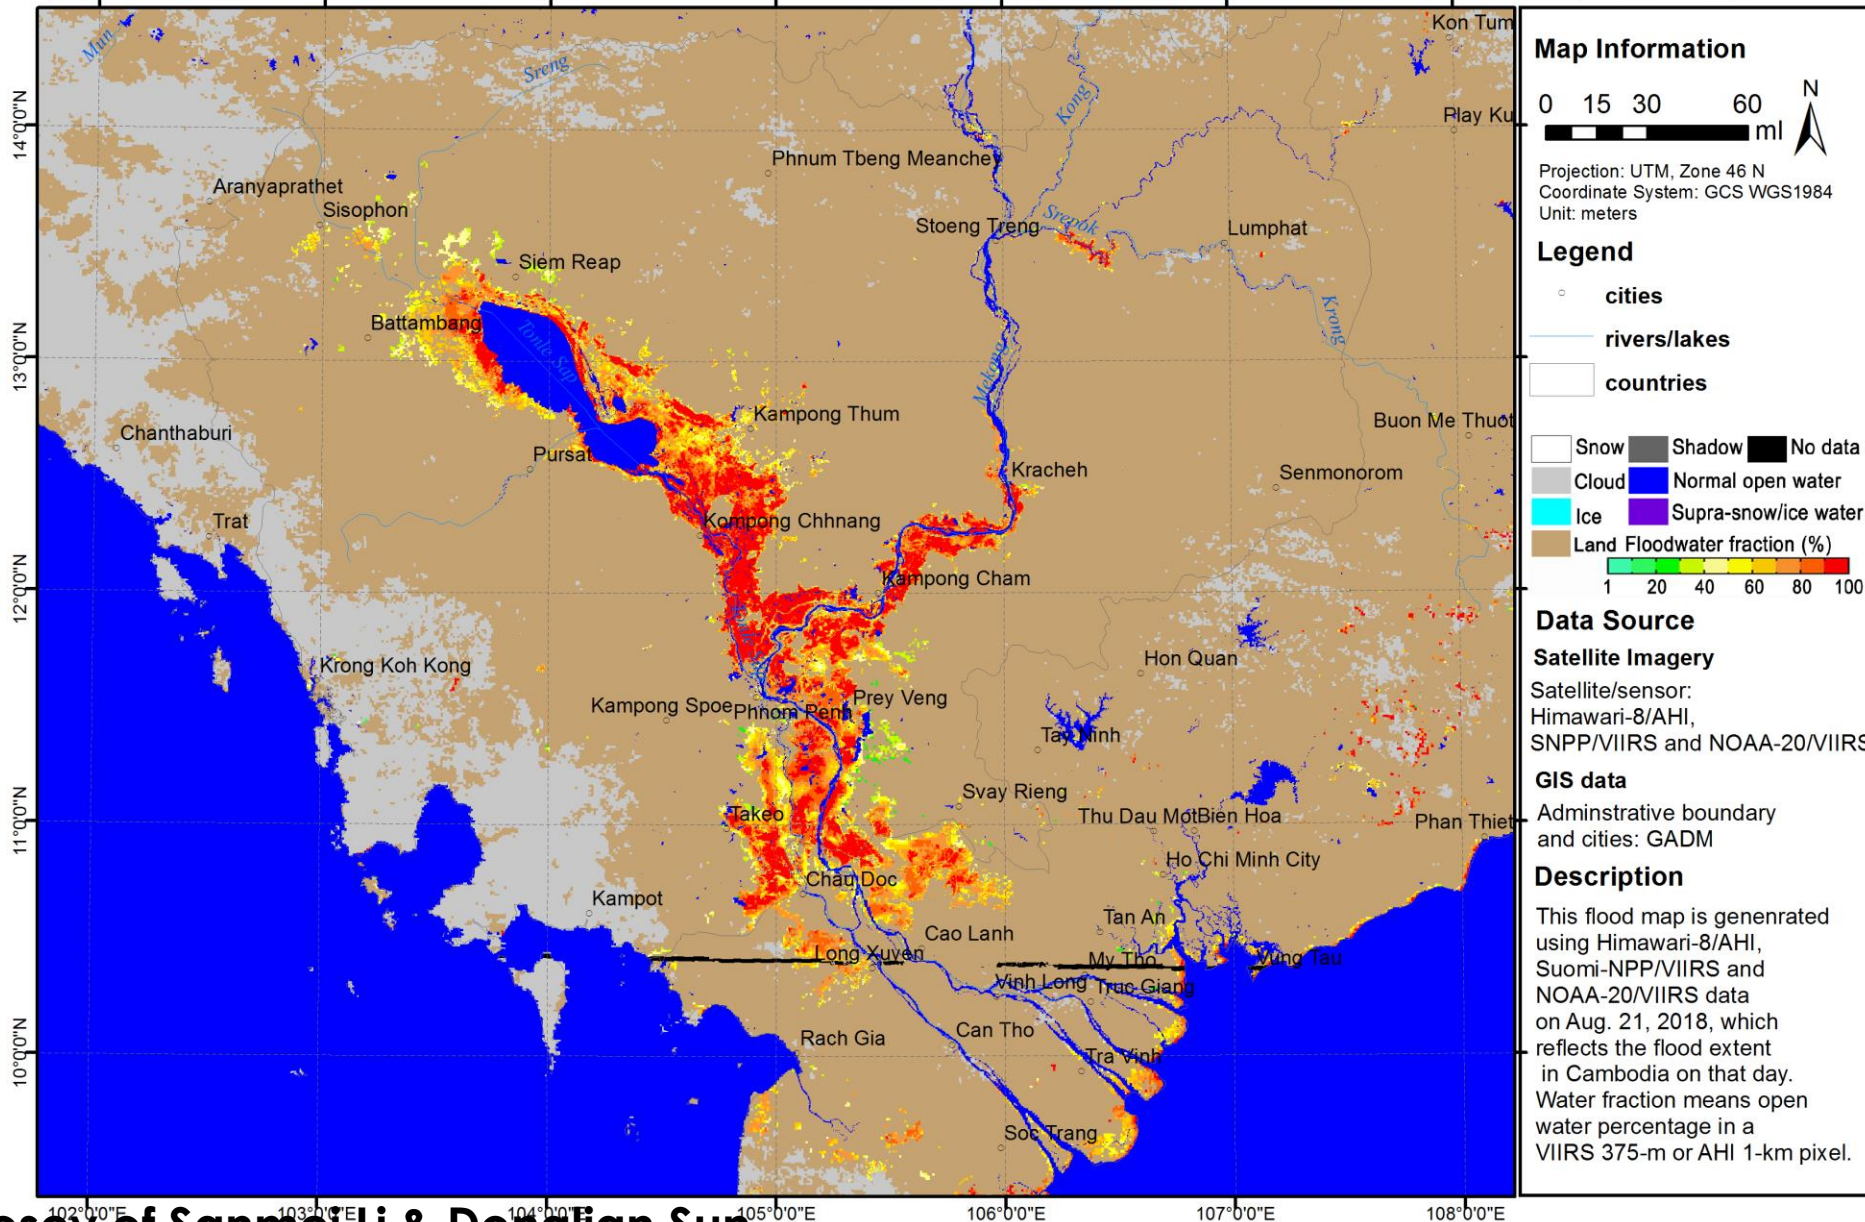 Kon Tum
Mun
Sreng
Kong
Play Ku
14°0'0"N
Phnum Tbeng Meanchey
Aranyaprathet
Sisophon
Srepok
Stoeng Treng
Lumphat
Siem Reap
Krong
Battambang
Tonle Sap
13°0'0"N
Mekong
Kampong Thum
Buon Me Thuot
Chanthaburi
Pursat
Kracheh
Senmonorom
Trat
Kompong Chhnang
Kampong Cham
12°0'0"N
Krong Koh Kong
Hon Quan
Kampong Spoe
Phnom Penh
Prey Veng
Tay Ninh
Svay Rieng
Takeo
Thu Dau Mot
Bien Hoa
Phan Thiet
11°0'0"N
Ho Chi Minh City
Chau Doc
Kampot
Tan An
Cao Lanh
Long Xuyen
My Tho
Vung Tau
Vinh Long
Truc Giang
Rach Gia
Can Tho
10°0'0"N
Tra Vinh
Soc Trang
102°0'0"E
103°0'0"E
104°0'0"E
105°0'0"E
106°0'0"E
107°0'0"E
108°0'0"E
Map Information
0 15 30 60 ml
N
Projection: UTM, Zone 46 N
Coordinate System: GCS WGS1984
Unit: meters
Legend
cities
rivers/lakes
countries
Snow Shadow No data
Cloud Normal open water
Ice Supra-snow/ice water
Land Floodwater fraction (%)
1 20 40 60 80 100
Data Source
Satellite Imagery
Satellite/sensor:
Himawari-8/AHI,
SNPP/VIIRS and NOAA-20/VIIRS
GIS data
Adminstrative boundary
and cities: GADM
Description
This flood map is genenrated
using Himawari-8/AHI,
Suomi-NPP/VIIRS and
NOAA-20/VIIRS data
on Aug. 21, 2018, which
reflects the flood extent
in Cambodia on that day.
Water fraction means open
water percentage in a
VIIRS 375-m or AHI 1-km pixel.
of Sanmei Li & Donglian Sun